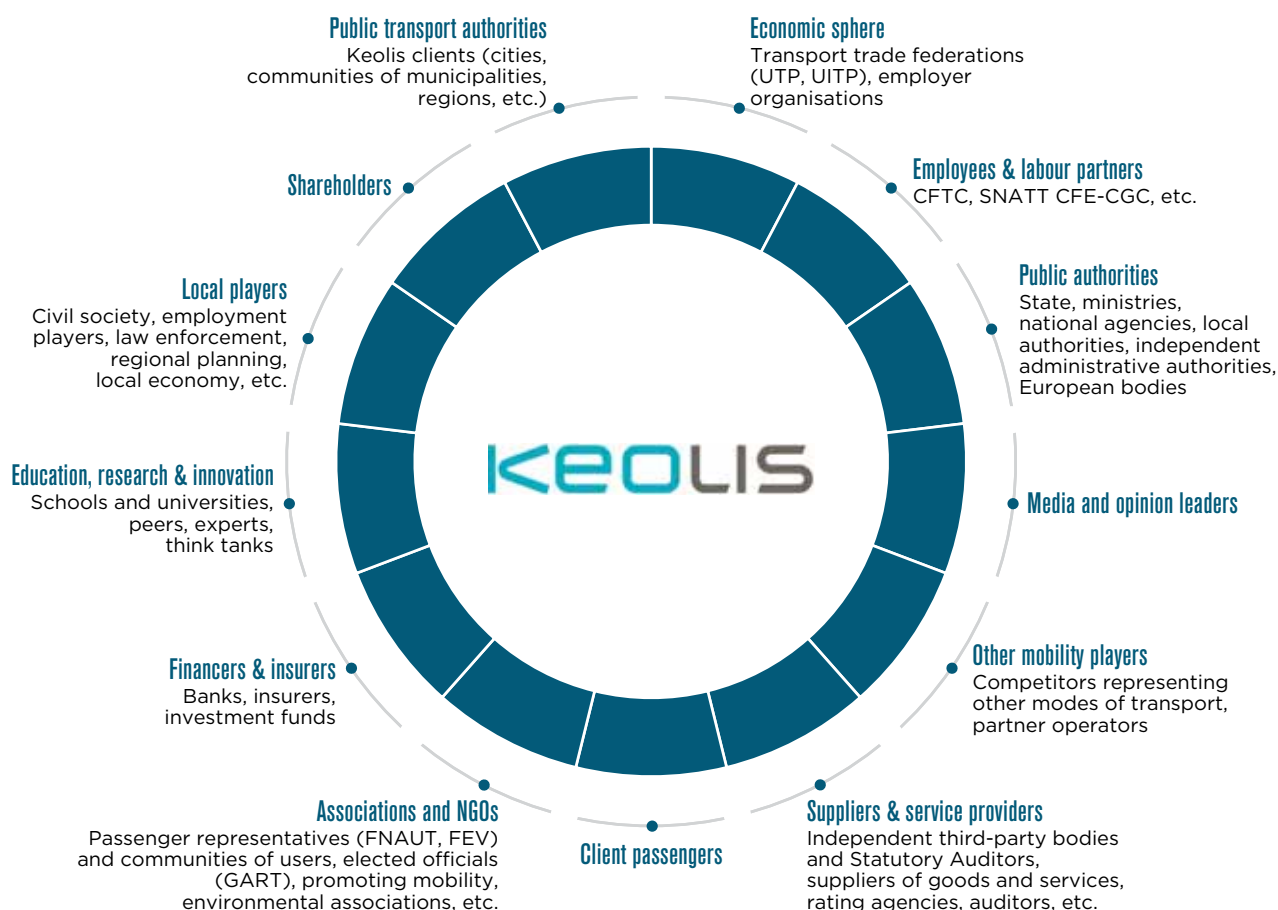 Public transport authorities
Keolis clients (cities,
communities of municipalities,
regions, etc.)
Economic sphere
Transport trade federations
(UTP, UITP), employer
organisations
Employees & labour partners
CFTC, SNATT CFE-CGC, etc.
Public authorities
State, ministries,
national agencies, local
authorities, independent
administrative authorities,
European bodies
Media and opinion leaders
Other mobility players
Competitors representing
other modes of transport,
partner operators
Suppliers & service providers
Independent third-party bodies
and Statutory Auditors,
suppliers of goods and services,
rating agencies, auditors, etc.
Client passengers
Associations and NGOs
Passenger representatives (FNAUT, FEV)
and communities of users, elected officials
(GART), promoting mobility,
environmental associations, etc.
Financers & insurers
Banks, insurers,
investment funds
Education, research & innovation
Schools and universities,
peers, experts,
think tanks
Local players
Civil society, employment
players, law enforcement,
regional planning,
local economy, etc.
Shareholders
KEOLIS